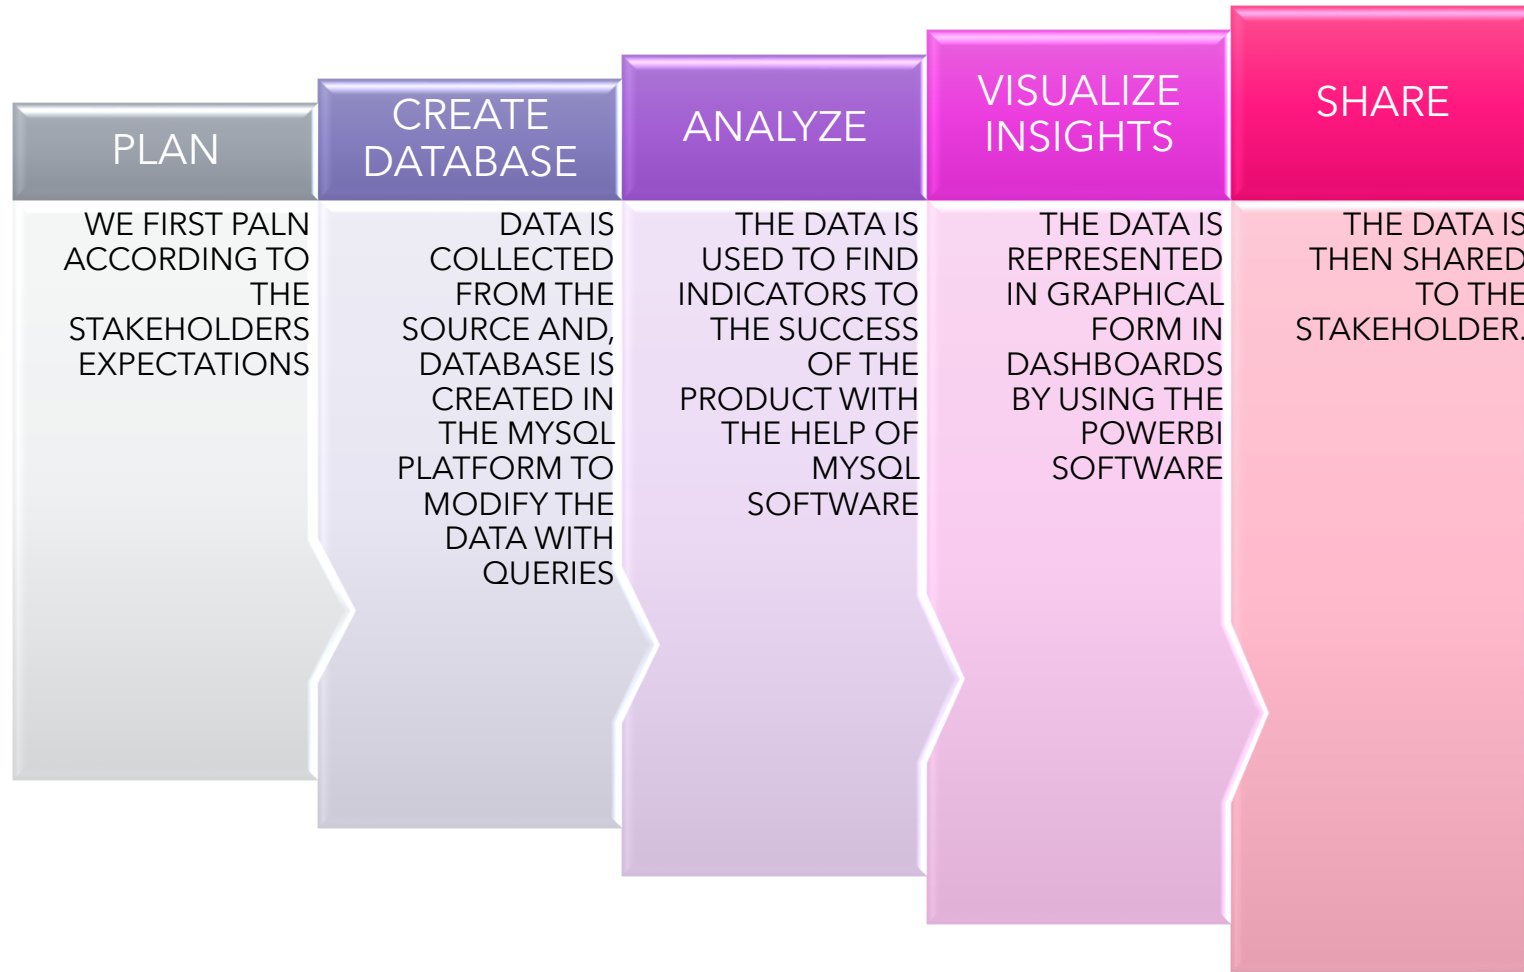 PLAN
WE FIRST PALN
ACCORDING TO
THE
STAKEHOLDERS
EXPECTATIONS
CREATE
DATABASE
DATA IS
COLLECTED
FROM THE
SOURCE AND,
DATABASE IS
CREATED IN
THE MYSQL
PLATFORM TO
MODIFY THE
DATA WITH
QUERIES
ANALYZE
THE DATA IS
USED TO FIND
INDICATORS TO
THE SUCCESS
OF THE
PRODUCT WITH
THE HELP OF
MYSQL
SOFTWARE
VISUALIZE
INSIGHTS
THE DATA IS
REPRESENTED
IN GRAPHICAL
FORM IN
DASHBOARDS
BY USING THE
POWERBI
SOFTWARE
SHARE
THE DATA IS
THEN SHARED
TO THE
STAKEHOLDER.